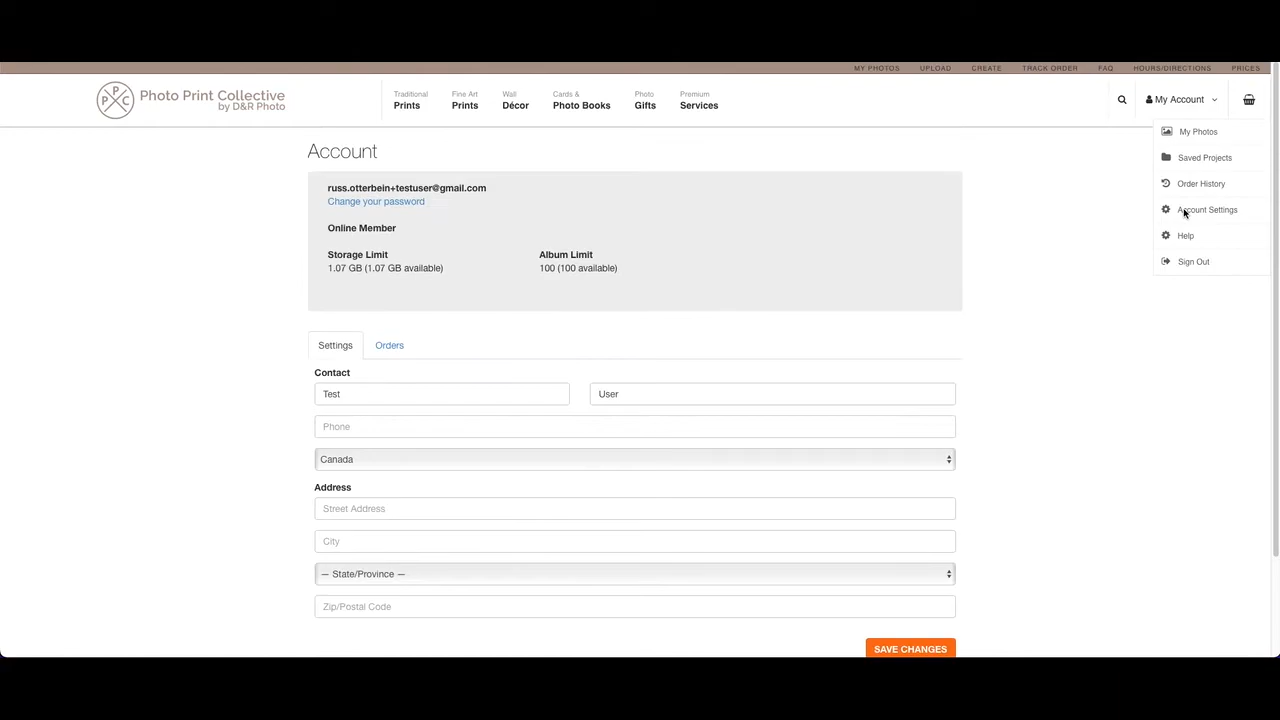 MY PHOTOS UPLOAD CREATE TRACK ORDER FAQ HOURS/DIRECTIONS PRICES
PPC
Photo Print Collective
by D&R Photo
Traditional
Prints
Fine Art
Prints
Wall
Décor
Cards &
Photo Books
Photo
Gifts
Premium
Services
My Account
My Photos
Saved Projects
Order History
Account Settings
Help
Sign Out
Account
russ.otterbein+testuser@gmail.com
Change your password
Online Member
Storage Limit
1.07 GB (1.07 GB available)
Album Limit
100 (100 available)
Settings Orders
Contact
Test User
Phone
Canada
Address
Street Address
City
— State/Province —
Zip/Postal Code
SAVE CHANGES